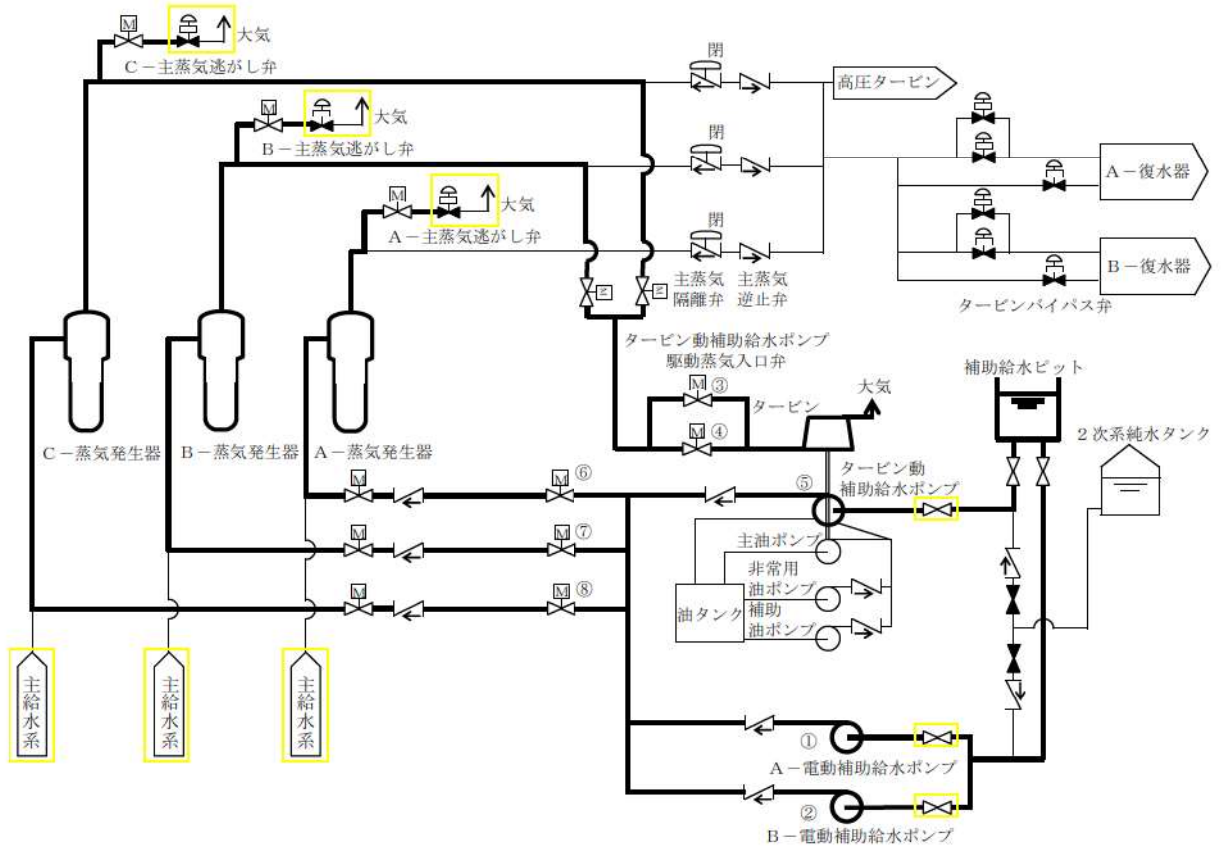 M
大気
C－主蒸気逃がし弁
M
大気
B－主蒸気逃がし弁
M
大気
A－主蒸気逃がし弁
閉
閉
閉
主蒸気
隔離弁
主蒸気
逆止弁
高圧タービン
A－復水器
B－復水器
タービンバイパス弁
M
M
タービン動補助給水ポンプ
駆動蒸気入口弁
M
③
M
④
タービン
大気
補助給水ピット
2次系純水タンク
C－蒸気発生器
B－蒸気発生器
A－蒸気発生器
M
M
⑥
M
M
⑦
M
M
⑧
⑤
タービン動
補助給水ポンプ
主油ポンプ
非常用
油ポンプ
補助
油ポンプ
油タンク
主給水系
主給水系
主給水系
①
A－電動補助給水ポンプ
②
B－電動補助給水ポンプ